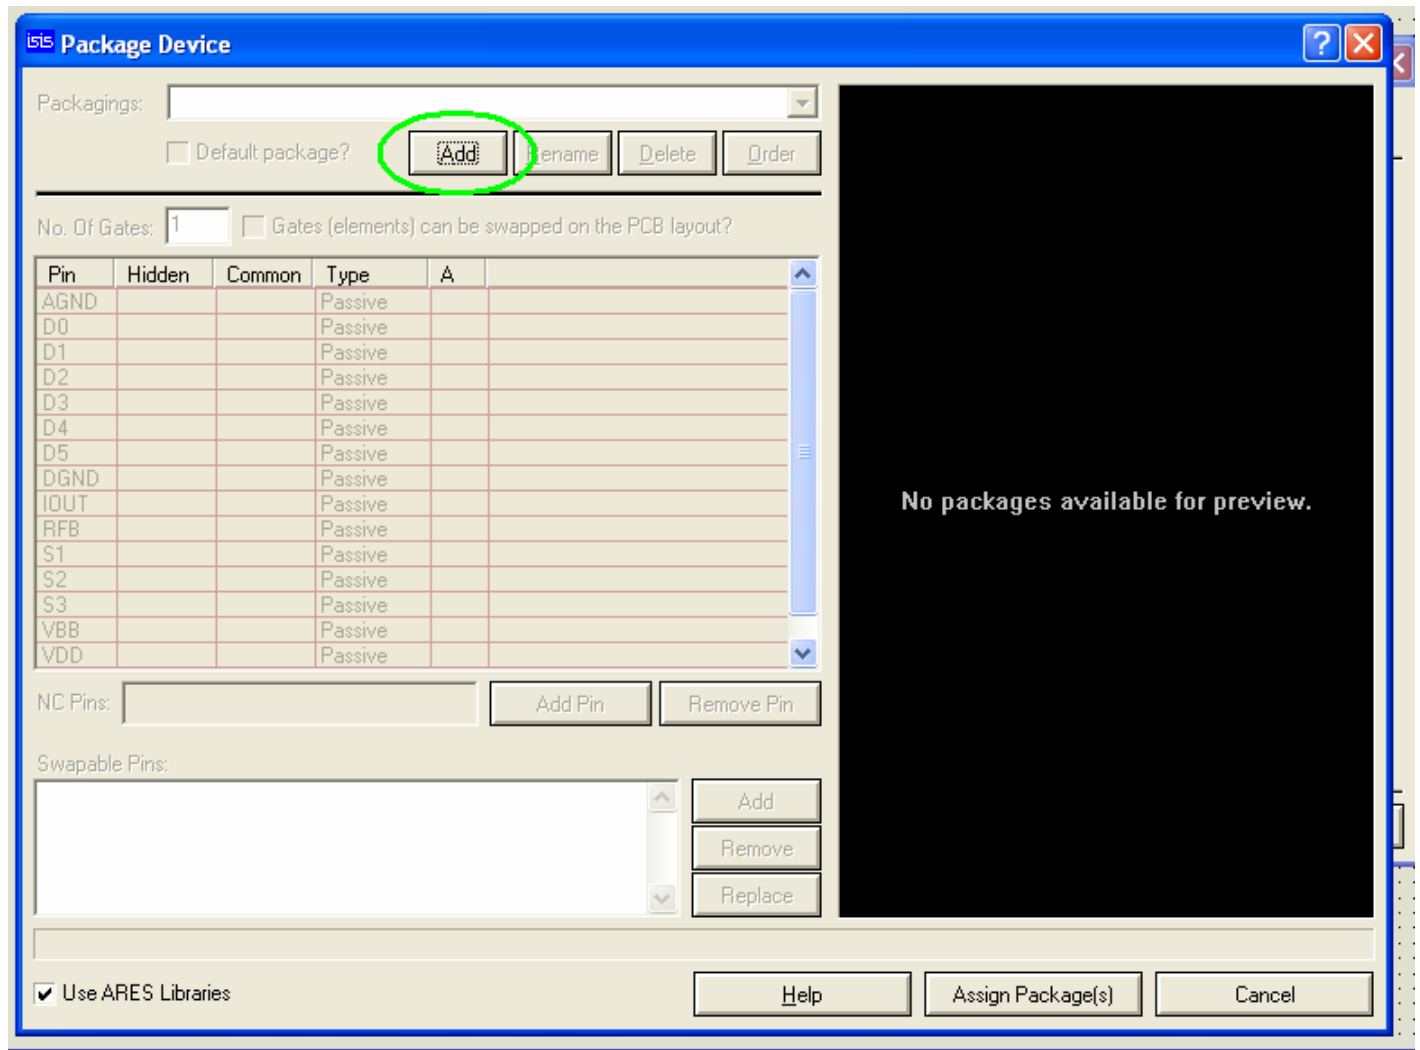 isis Package Device
Packagings:
Default package? Add Rename Delete Order
No. Of Gates: 1 Gates (elements) can be swapped on the PCB layout?
Pin Hidden Common Type A
AGND Passive
D0 Passive
D1 Passive
D2 Passive
D3 Passive
D4 Passive
D5 Passive
DGND Passive
IOUT Passive
RFB Passive
S1 Passive
S2 Passive
S3 Passive
VBB Passive
VDD Passive
No packages available for preview.
NC Pins: Add Pin Remove Pin
Swapable Pins:
Add
Remove
Replace
Use ARES Libraries Help Assign Package(s) Cancel